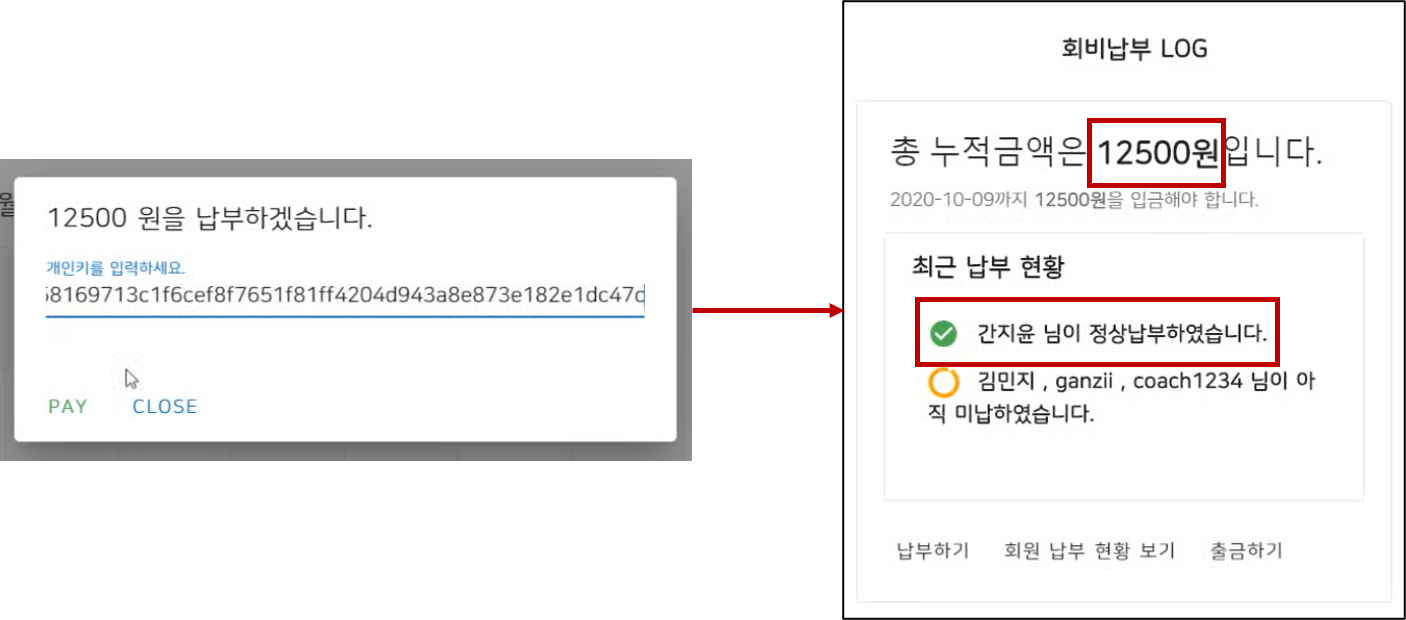 월
12500 원을 납부하겠습니다.
개인키를 입력하세요.
58169713c1f6cef8f7651f81ff4204d943a8e873e182e1dc47d
PAY CLOSE
회비납부 LOG
총 누적금액은 12500원입니다.
2020-10-09까지 12500원을 입금해야 합니다.
최근 납부 현황
간지윤 님이 정상납부하였습니다.
김민지 , ganzii , coach1234 님이 아
직 미납하였습니다.
납부하기 회원 납부 현황 보기 출금하기